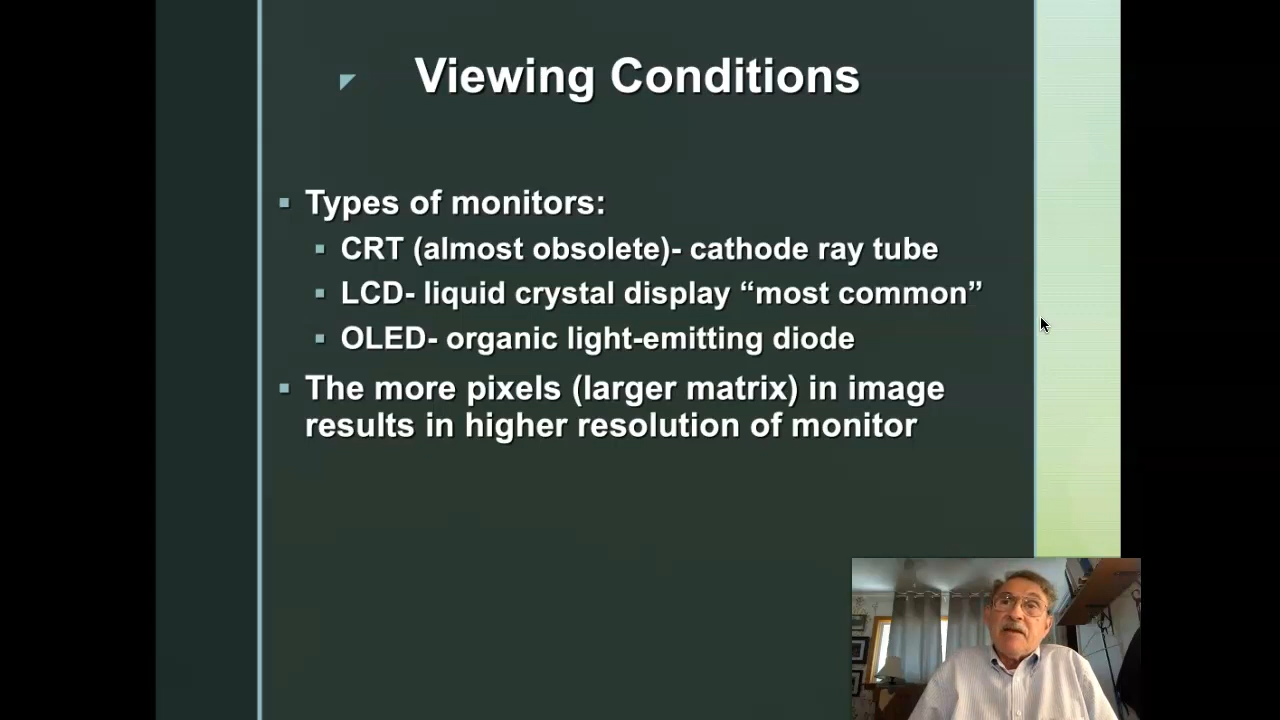 Viewing Conditions
Types of monitors:
CRT (almost obsolete)- cathode ray tube
LCD- liquid crystal display “most common”
OLED- organic light-emitting diode
The more pixels (larger matrix) in image
results in higher resolution of monitor